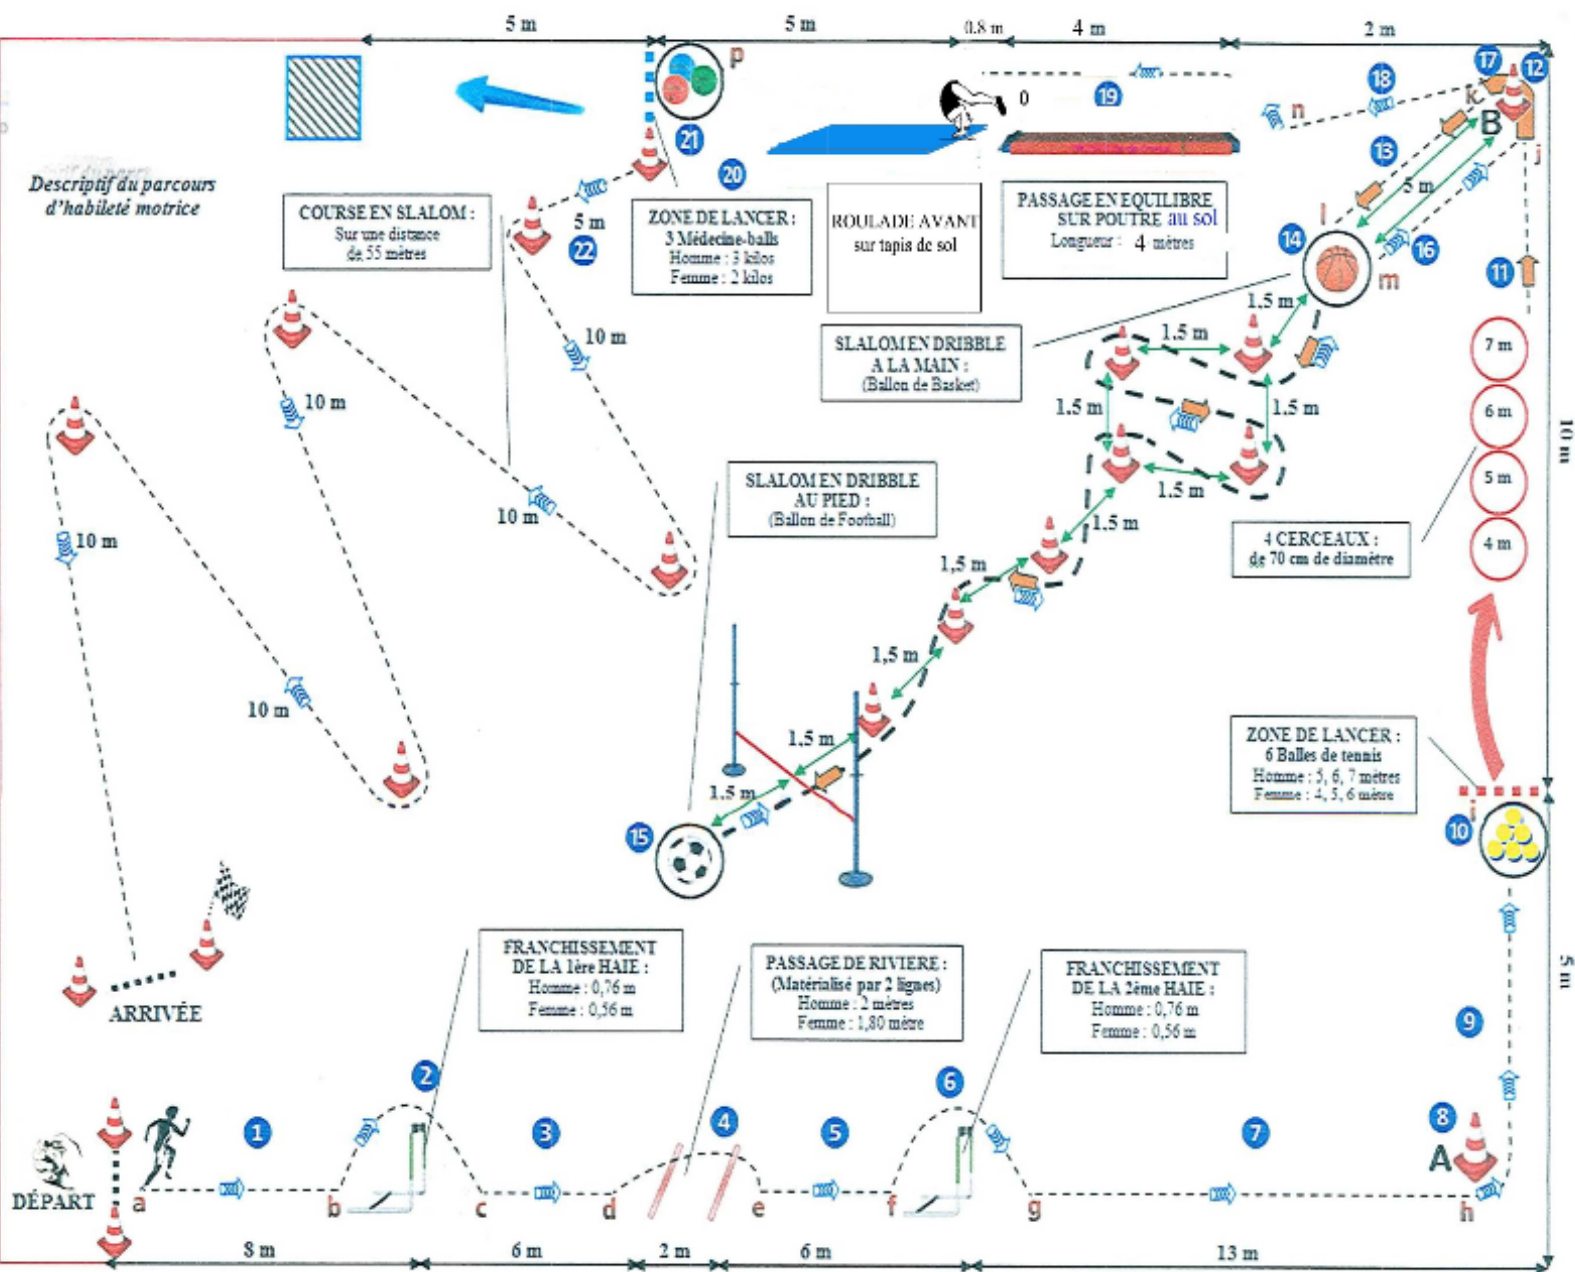 5 m
5 m
0.8 m
4 m
2 m
p
17
12
18
19
0
n
k
B
j
21
20
13
5 m
16
11
Descriptif du parcours
d'habileté motrice
COURSE EN SLALOM :
Sur une distance
de 55 mètres
5 m
22
ZONE DE LANCER :
3 Médecine-balls
Homme : 3 kilos
Femme : 2 kilos
ROULADE AVANT
sur tapis de sol
PASSAGE EN EQUILIBRE
SUR POUTRE au sol
Longueur : 4 mètres
l
14
m
1.5 m
1.5 m
1.5 m
1.5 m
1.5 m
1.5 m
SLALOM EN DRIBBLE
A LA MAIN :
(Ballon de Basket)
7 m
6 m
5 m
4 m
10 m
10 m
10 m
10 m
10 m
10 m
SLALOM EN DRIBBLE
AU PIED :
(Ballon de Football)
4 CERCEAUX :
de 70 cm de diamètre
1,5 m
1,5 m
1,5 m
1.5 m
15
ZONE DE LANCER :
6 Balles de tennis
Homme : 5, 6, 7 mètres
Femme : 4, 5, 6 mètre
i
10
5 m
9
ARRIVÉE
FRANCHISSEMENT
DE LA 1ère HAIE :
Homme : 0,76 m
Femme : 0,56 m
PASSAGE DE RIVIERE :
(Matérialisé par 2 lignes)
Homme : 2 mètres
Femme : 1,80 mètre
FRANCHISSEMENT
DE LA 2ème HAIE :
Homme : 0,76 m
Femme : 0,56 m
1
2
3
4
5
6
7
8
A
DÉPART
a
b
c
d
e
f
g
h
8 m
6 m
2 m
6 m
13 m